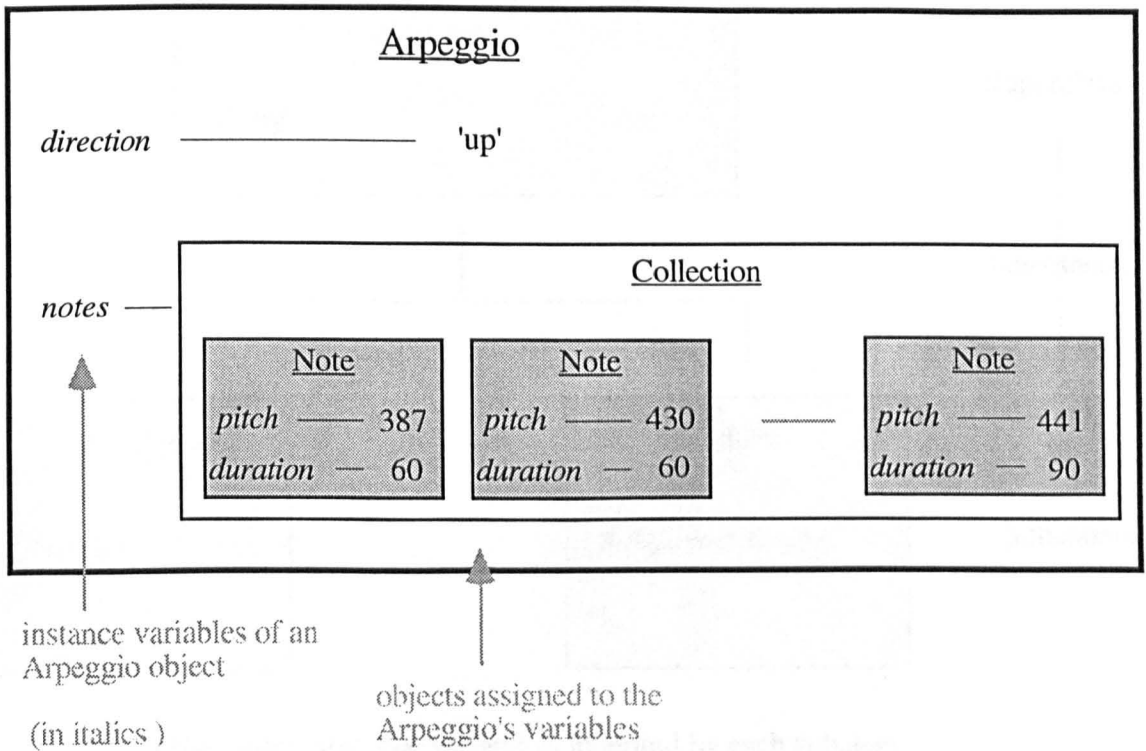 Arpeggio
direction 'up'
notes
Collection
Note Note Note
pitch 387 pitch 430 pitch 441
duration 60 duration 60 duration 90
instance variables of an
Arpeggio object
(in italics )
objects assigned to the
Arpeggio's variables